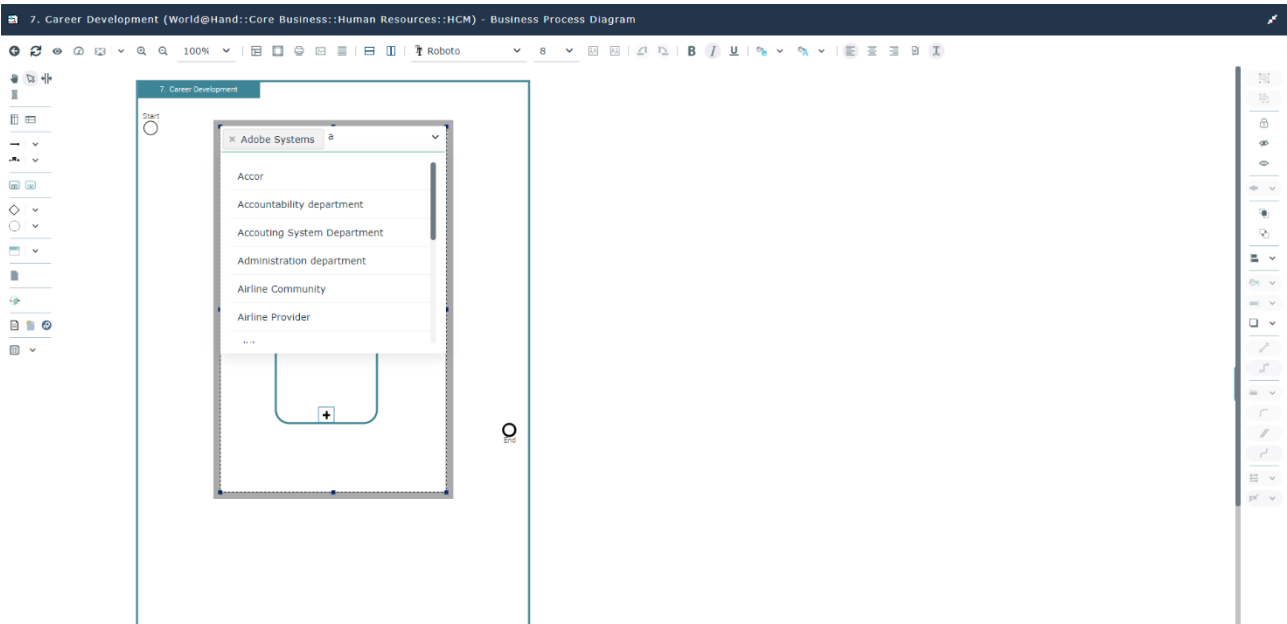 7. Career Development (World@Hand::Core Business::Human Resources::HCM) - Business Process Diagram
100%
Roboto
8
B I U
7. Career Development
Start
× Adobe Systems
a
Accor
Accountability department
Accouting System Department
Administration department
Airline Community
Airline Provider
End